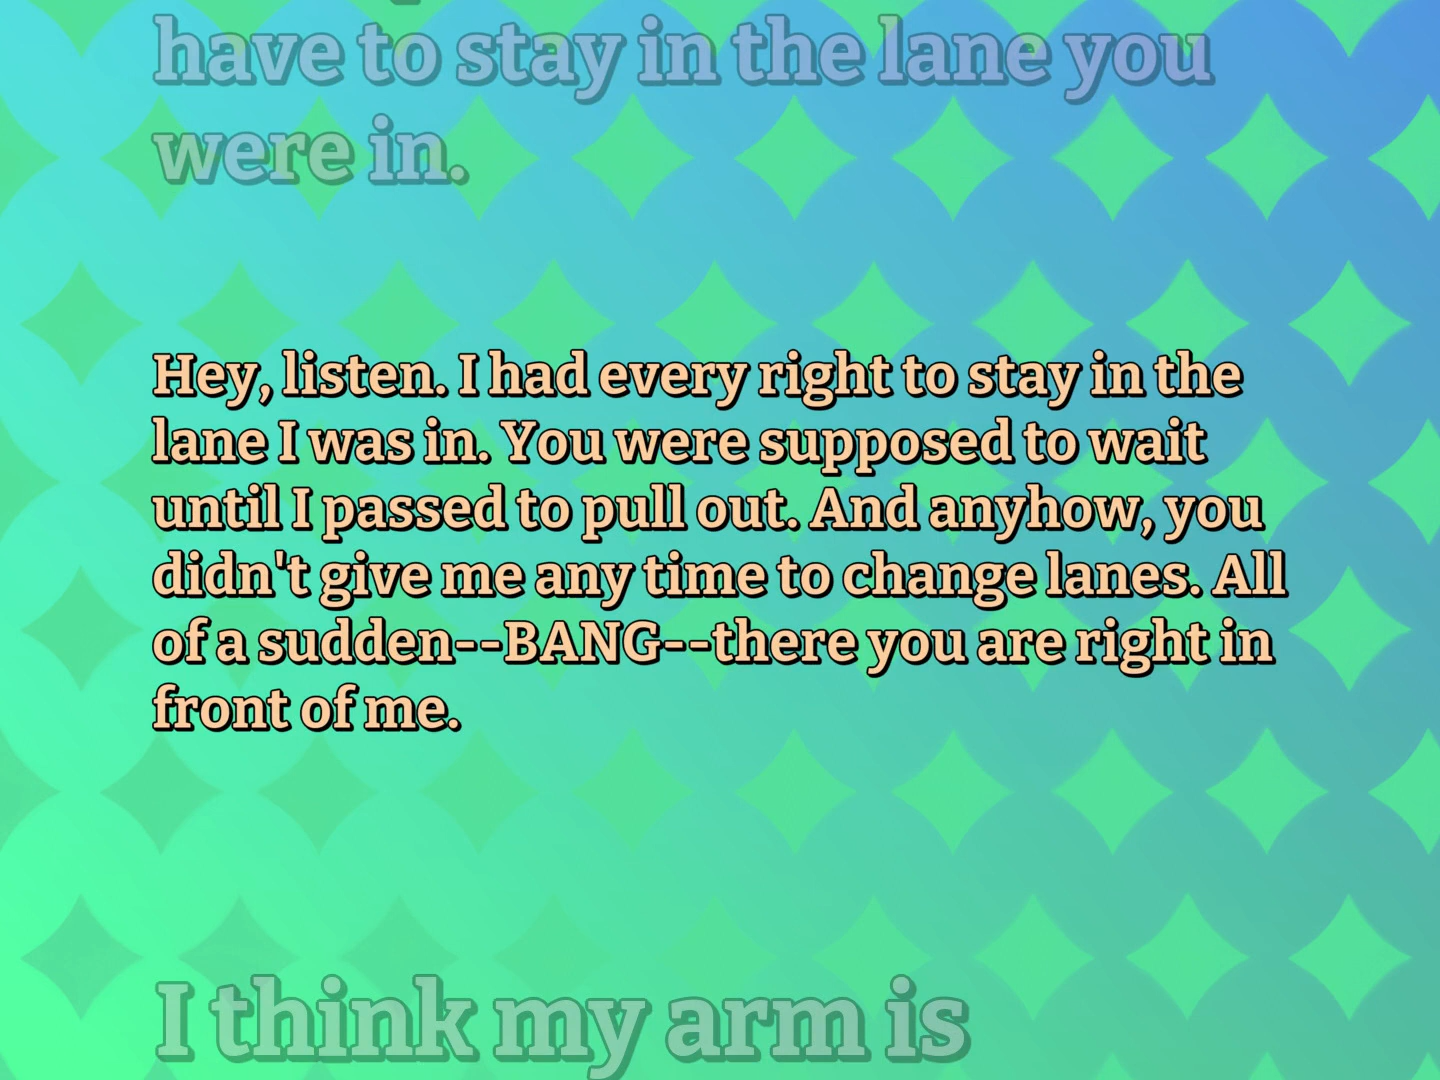 have to stay in the lane you
were in.
Hey, listen. I had every right to stay in the
lane I was in. You were supposed to wait
until I passed to pull out. And anyhow, you
didn't give me any time to change lanes. All
of a sudden--BANG--there you are right in
front of me.
I think my arm is